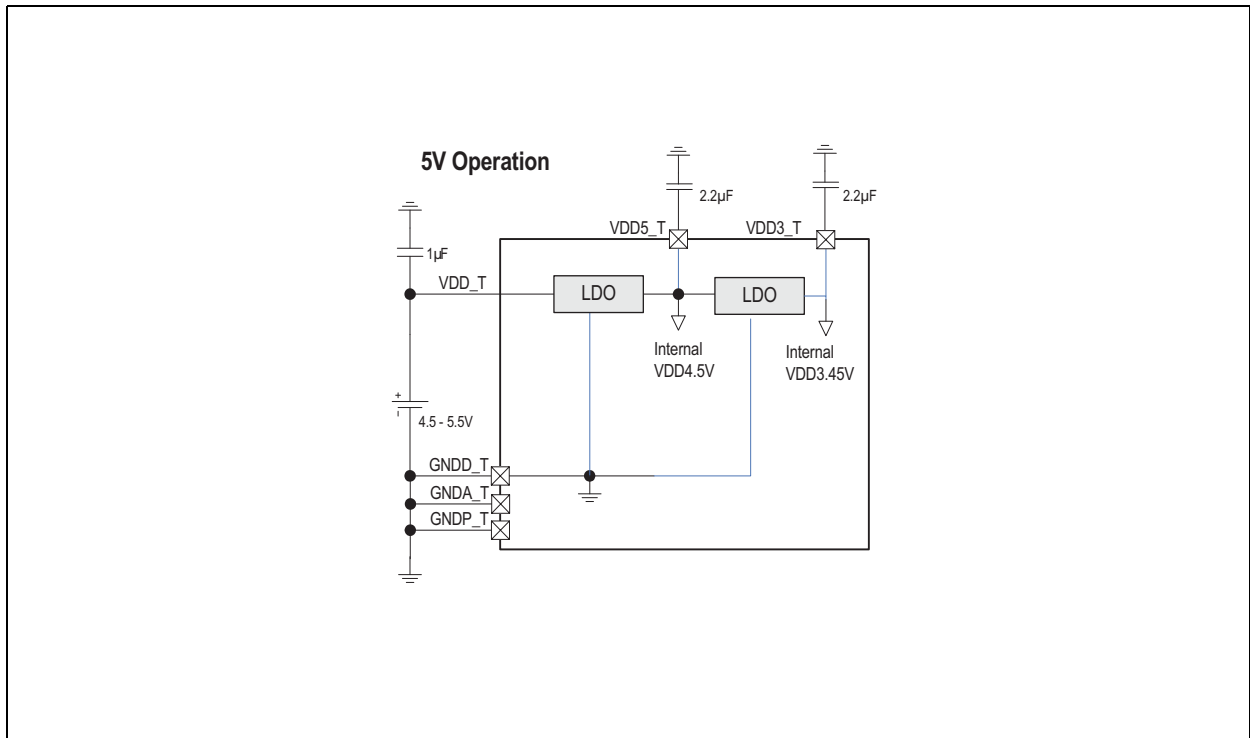 5V Operation
2.2µF
2.2µF
VDD5_T
VDD3_T
1µF
VDD_T
LDO
LDO
Internal
VDD4.5V
Internal
VDD3.45V
+
4.5 - 5.5V
GNDD_T
GNDA_T
GNDP_T